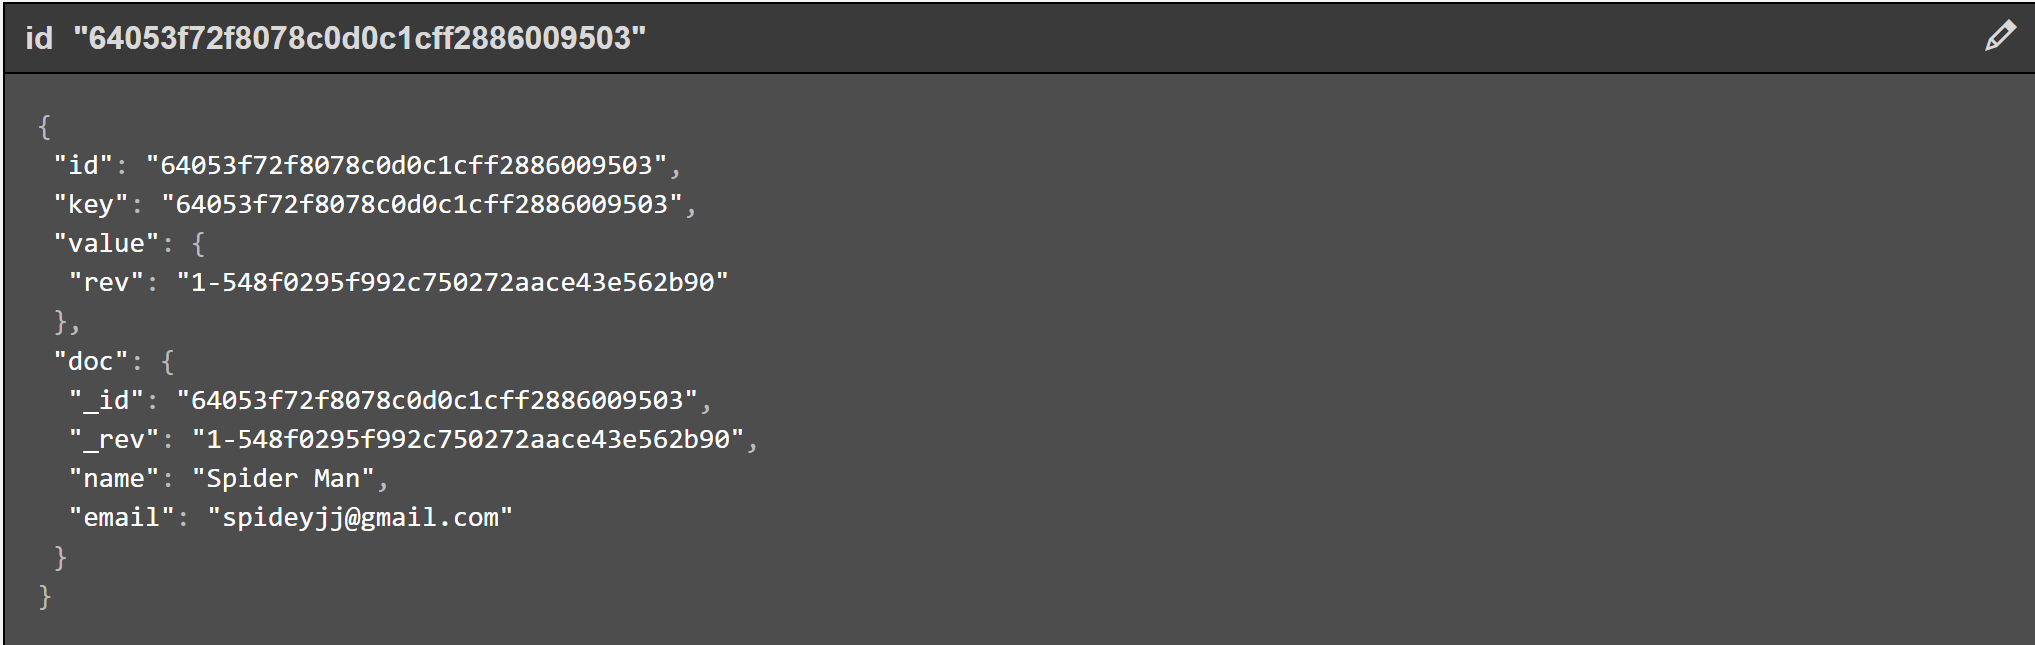 id "64053f72f8078c0d0c1cff2886009503"
{
"id": "64053f72f8078c0d0c1cff2886009503",
"key": "64053f72f8078c0d0c1cff2886009503",
"value": {
"rev": "1-548f0295f992c750272aace43e562b90"
},
"doc": {
"_id": "64053f72f8078c0d0c1cff2886009503",
"_rev": "1-548f0295f992c750272aace43e562b90",
"name": "Spider Man",
"email": "spideyjj@gmail.com"
}
}